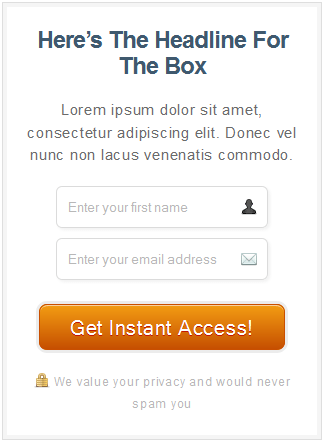 Here’s The Headline For
The Box
Lorem ipsum dolor sit amet,
consectetur adipiscing elit. Donec vel
nunc non lacus venenatis commodo.
Enter your first name
Enter your email address
Get Instant Access!
We value your privacy and would never
spam you